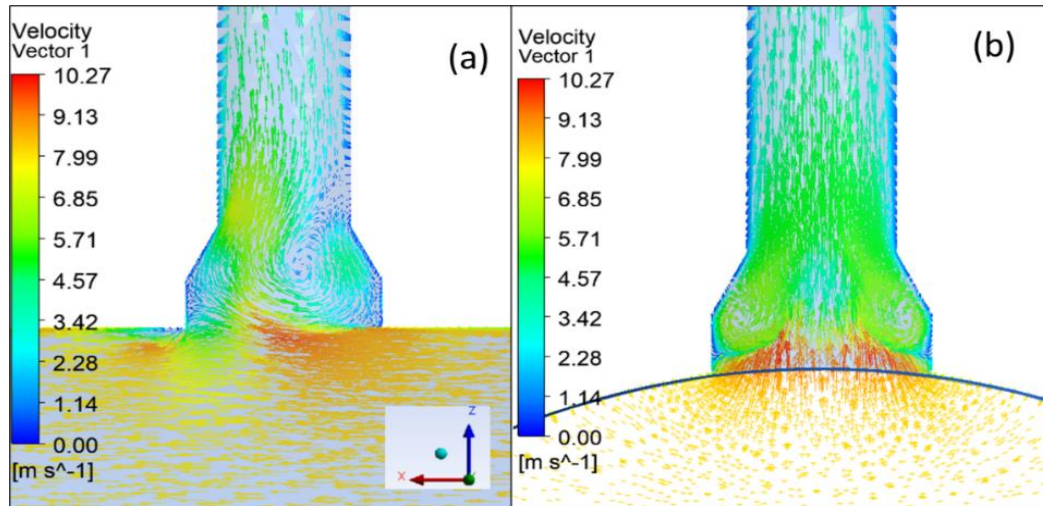 Velocity
Vector 1
(a)
10.27
9.13
7.99
6.85
5.71
4.57
3.42
2.28
1.14
0.00
[m s^-1]
Z
X
Velocity
Vector 1
(b)
10.27
9.13
7.99
6.85
5.71
4.57
3.42
2.28
1.14
0.00
[m s^-1]